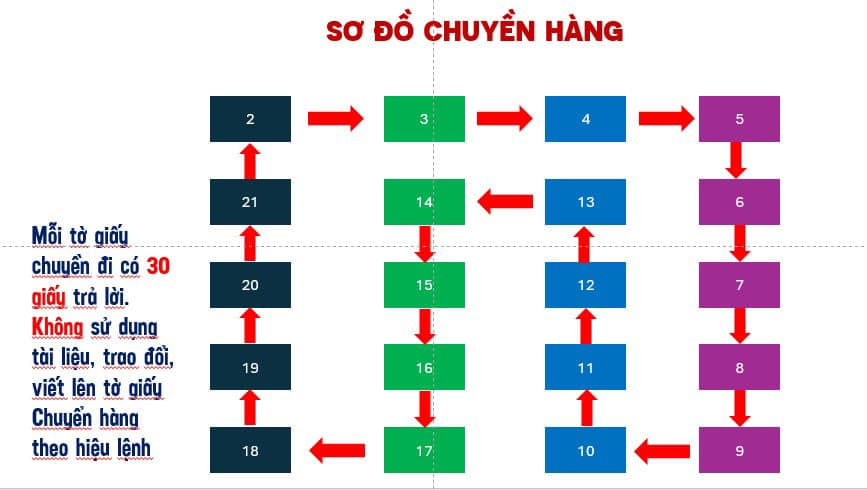 SƠ ĐỒ CHUYỀN HÀNG
2 3 4 5
21 14 13 6
20 15 12 7
19 16 11 8
18 17 10 9
Mỗi tờ giấy
chuyền đi có 30
giấy trả lời.
Không sử dụng
tài liệu, trao đổi,
viết lên tờ giấy
Chuyển hàng
theo hiệu lệnh